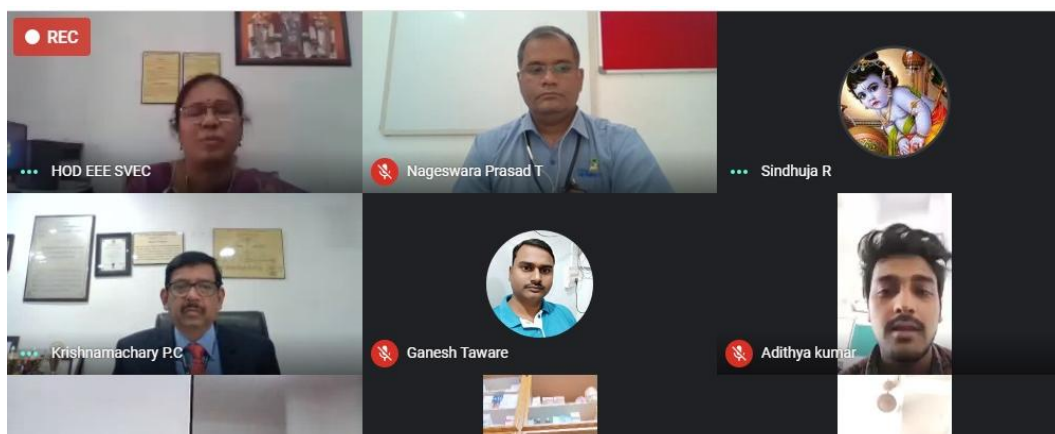 REC
HOD EEE SVEC
Nageswara Prasad T
Sindhuja R
Krishnamachary P.C
Ganesh Taware
Adithya kumar